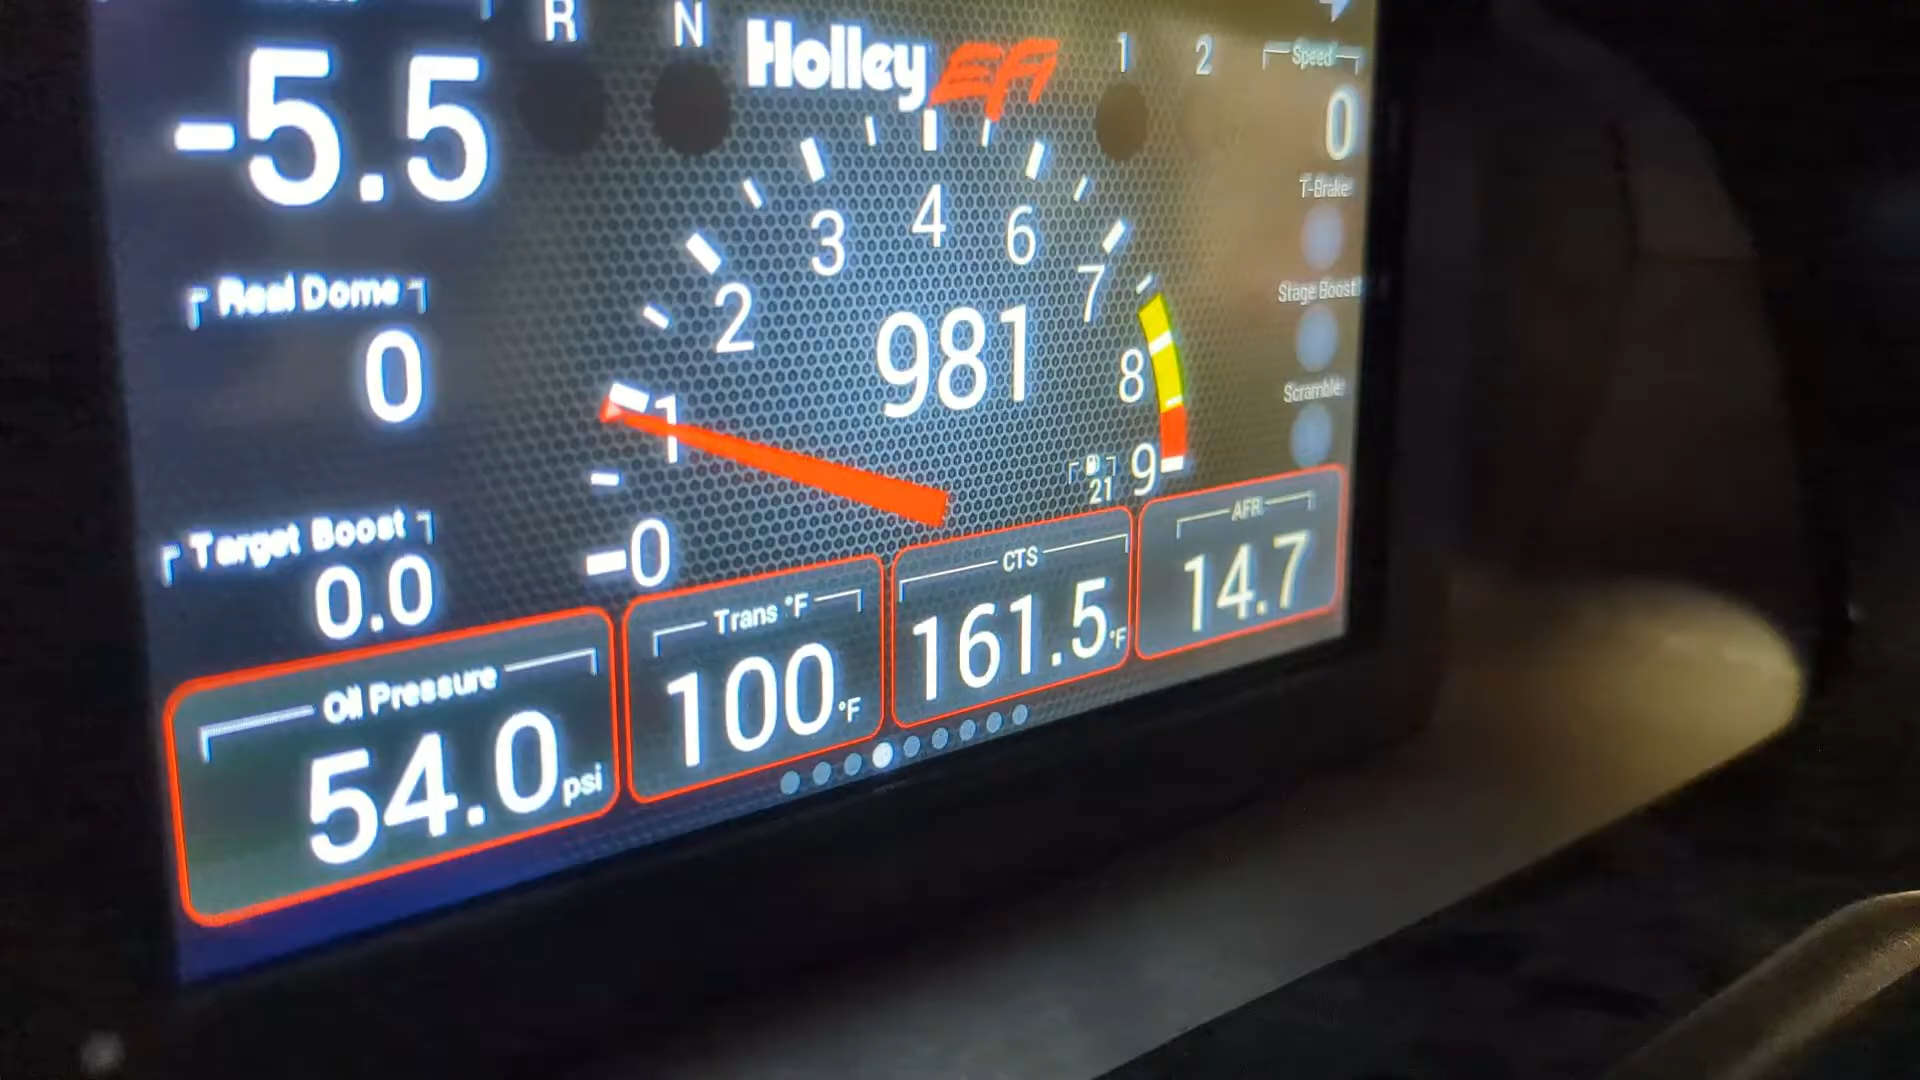 R N Holley EFI 1 2 Speed
-5.5
0
T-Brake
Real Dome
0
Stage Boost
Scramble
0 1 2 3 4 6 7 8 9
981
21
Target Boost
0.0
Oil Pressure
54.0 psi
Trans °F
100 °F
CTS
161.5 °F
AFR
14.7